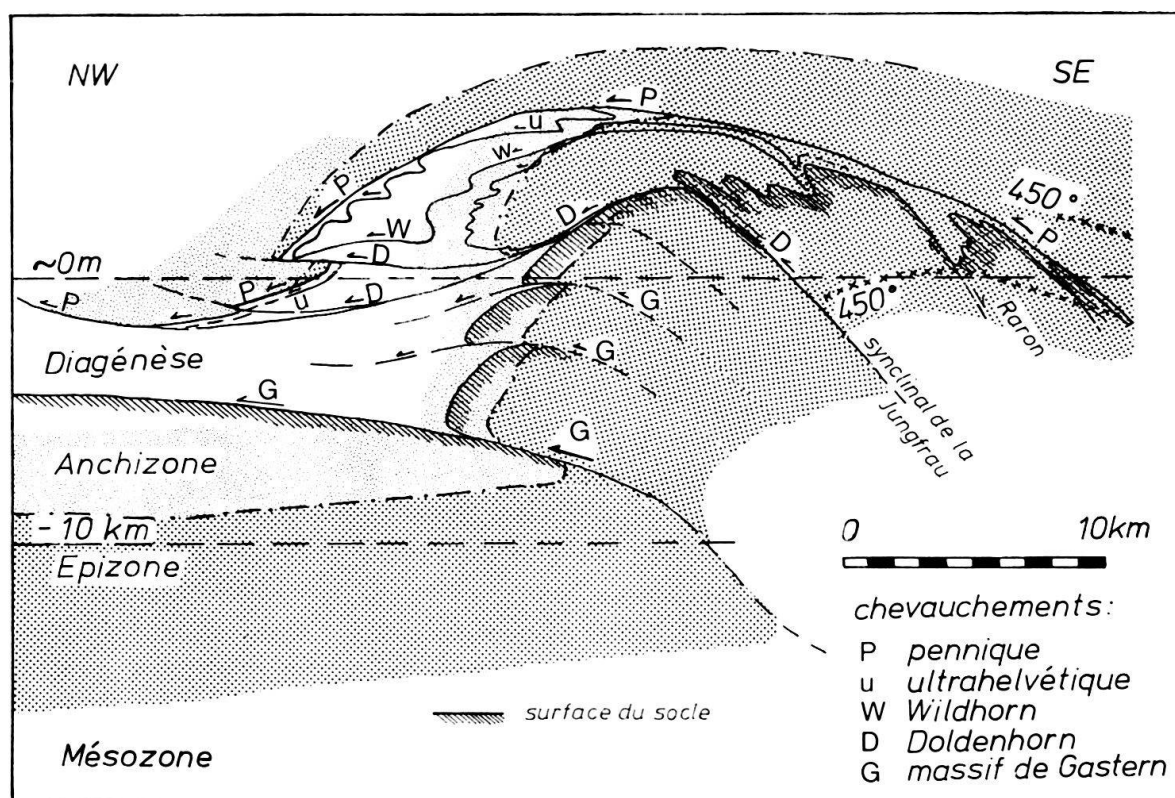 NW
SE
P
u
w
450°
P
P
W
D
D
D
~0m
P
u
D
P
G
450°
Raron
Diagénèse
G
G
synclinal de la
Jungfrau
G
Anchizone
- 10 km
Epizone
0 10km
chevauchements:
P pennique
u ultrahelvétique
W Wildhorn
D Doldenhorn
G massif de Gastern
surface du socle
Mésozone